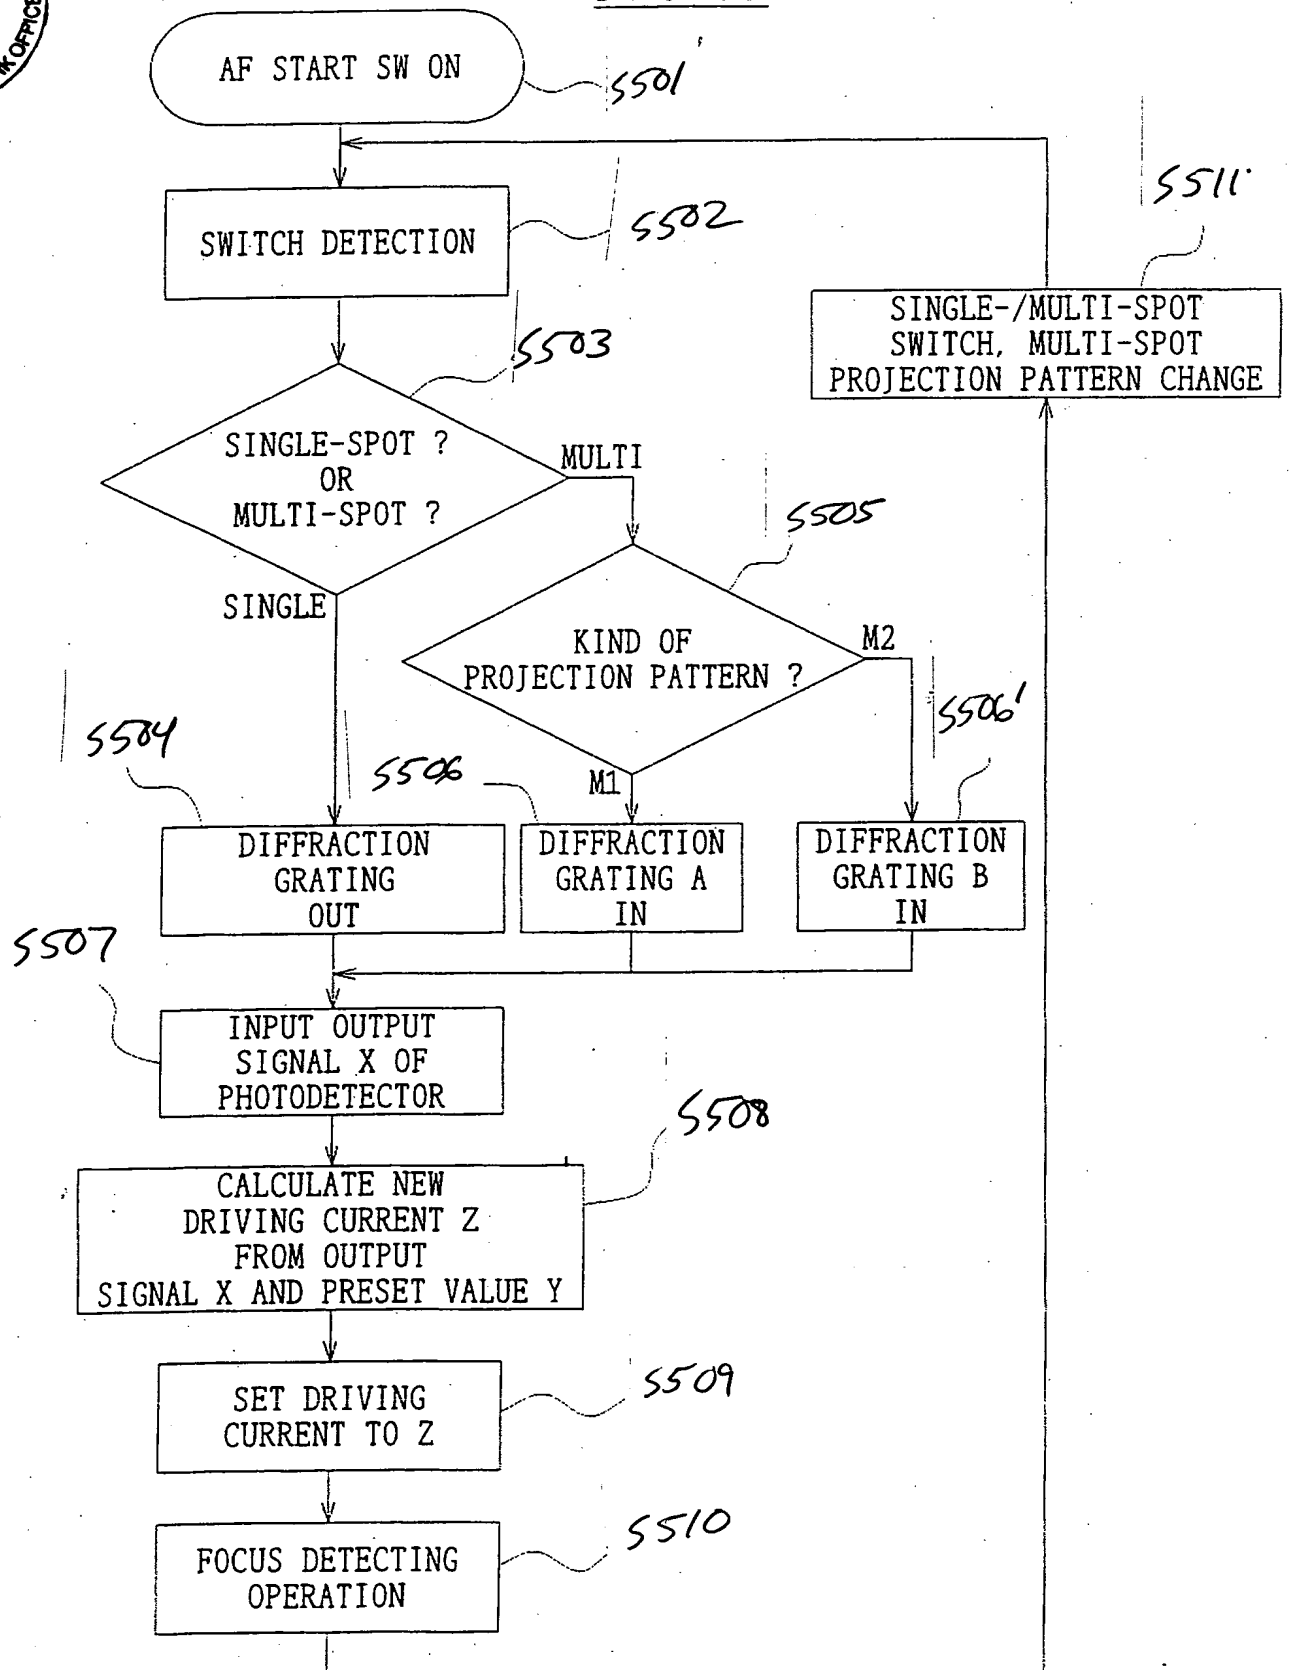 OFFICE
AF START SW ON
S501
SWITCH DETECTION
S502
S511
SINGLE-/MULTI-SPOT
SWITCH, MULTI-SPOT
PROJECTION PATTERN CHANGE
S503
SINGLE-SPOT ?
OR
MULTI-SPOT ?
MULTI
SINGLE
S505
KIND OF
PROJECTION PATTERN ?
M2
M1
S504
S506
S506'
DIFFRACTION
GRATING
OUT
DIFFRACTION
GRATING A
IN
DIFFRACTION
GRATING B
IN
S507
INPUT OUTPUT
SIGNAL X OF
PHOTODETECTOR
S508
CALCULATE NEW
DRIVING CURRENT Z
FROM OUTPUT
SIGNAL X AND PRESET VALUE Y
S509
SET DRIVING
CURRENT TO Z
S510
FOCUS DETECTING
OPERATION